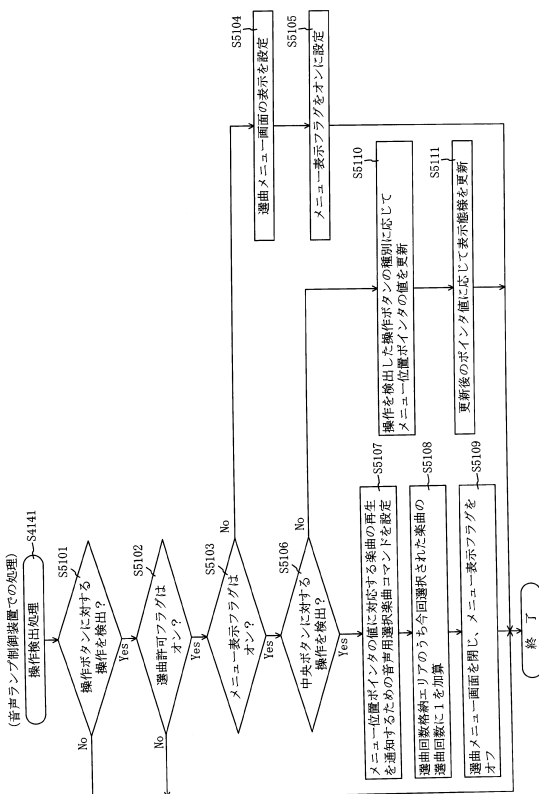 (音声ランプ制御装置での処理)
操作検出処理
S4141
S5101
操作ボタンに対する
操作を検出?
No
Yes
S5102
選曲許可フラグは
オン?
No
Yes
S5103
メニュー表示フラグは
オン?
No
Yes
S5104
選曲メニュー画面の表示を設定
S5105
メニュー表示フラグをオンに設定
S5106
中央ボタンに対する
操作を検出?
No
Yes
S5110
操作を検出した操作ボタンの種別に応じて
メニュー位置ポインタの値を更新
S5111
更新後のポインタ値に応じて表示態様を更新
S5107
メニュー位置ポインタの値に対応する楽曲の再生
を通知するための音声用選択楽曲コマンドを設定
S5108
選曲回数格納エリアのうち今回選択された楽曲の
選曲回数に1を加算
S5109
選曲メニュー画面を閉じ、メニュー表示フラグを
オフ
終 了